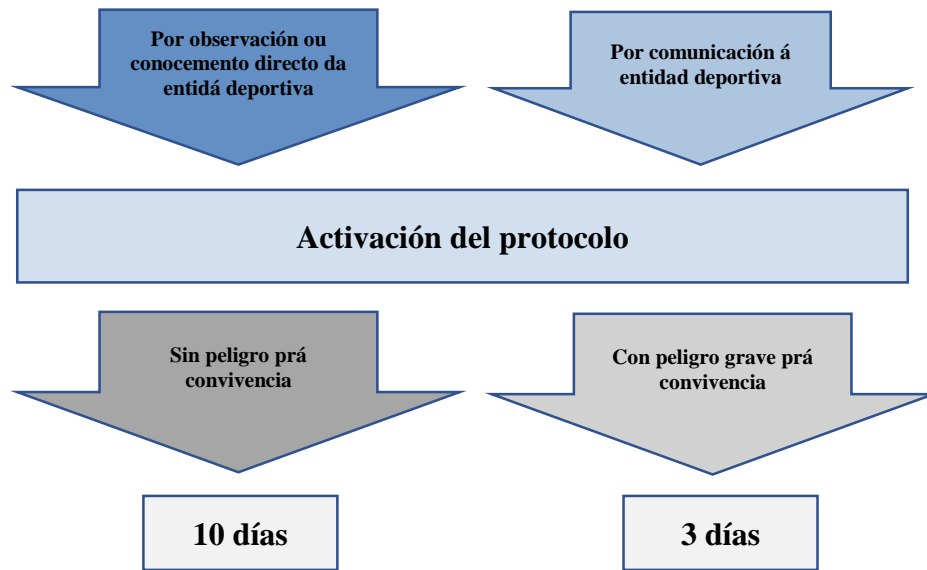 Por observación ou
conocemento directo da
entidá deportiva
Por comunicación á
entidad deportiva
Activación del protocolo
Sin peligro prá
convivencia
Con peligro grave prá
convivencia
10 días
3 días